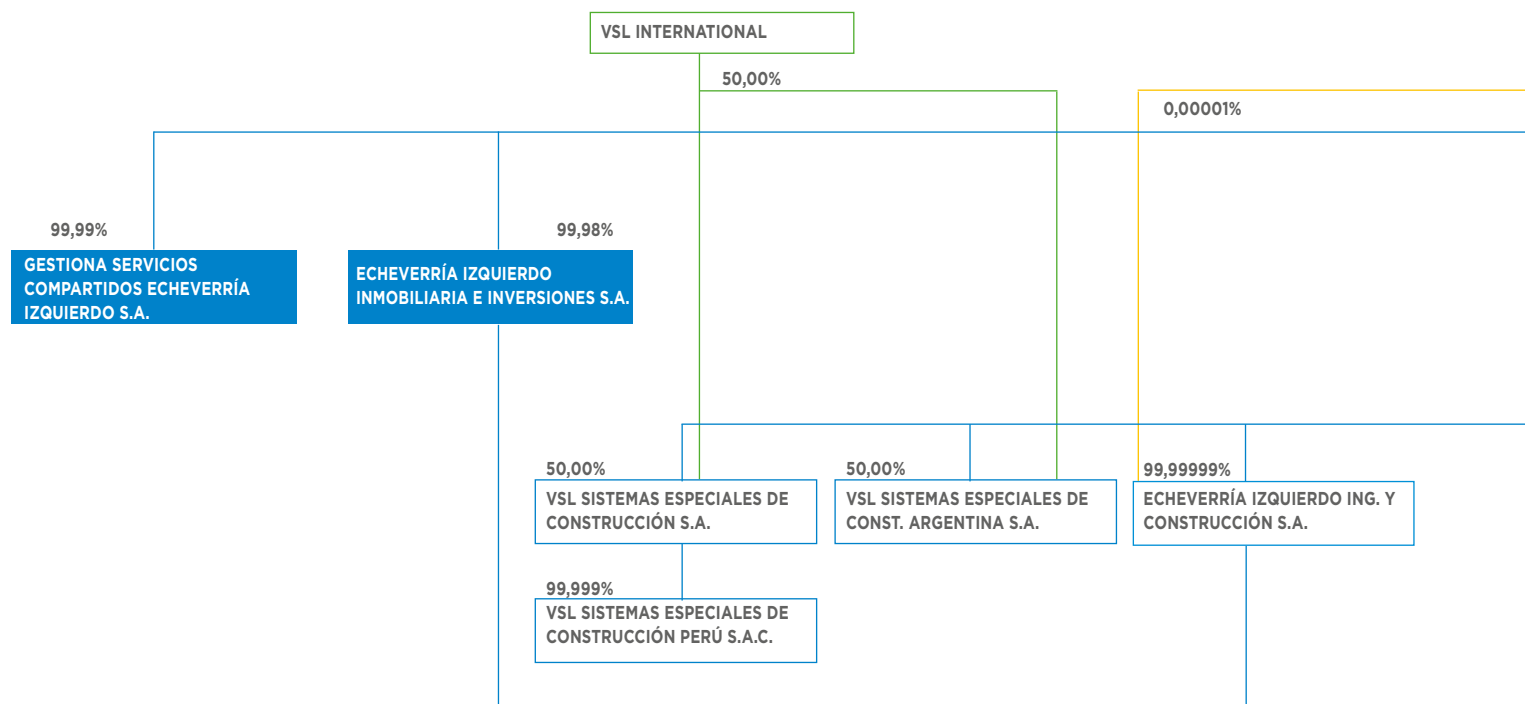 VSL INTERNATIONAL
50,00%
0,00001%
99,99%
99,98%
GESTIONA SERVICIOS
COMPARTIDOS ECHEVERRÍA
IZQUIERDO S.A.
ECHEVERRÍA IZQUIERDO
INMOBILIARIA E INVERSIONES S.A.
50,00%
VSL SISTEMAS ESPECIALES DE
CONSTRUCCIÓN S.A.
50,00%
VSL SISTEMAS ESPECIALES DE
CONST. ARGENTINA S.A.
99,99999%
ECHEVERRÍA IZQUIERDO ING. Y
CONSTRUCCIÓN S.A.
99,999%
VSL SISTEMAS ESPECIALES DE
CONSTRUCCIÓN PERÚ S.A.C.